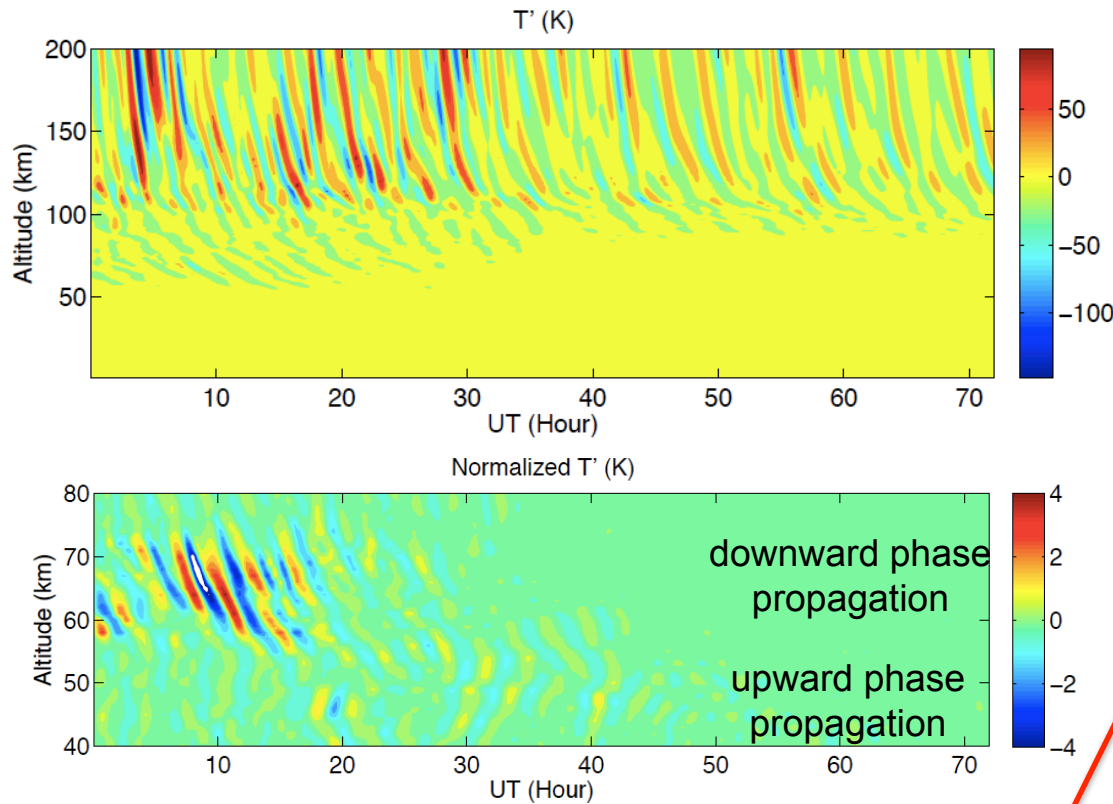 T' (K)
200
150
100
50
Altitude (km)
10 20 30 40 50 60 70
UT (Hour)
50
0
−50
−100
Normalized T' (K)
80
70
60
50
40
Altitude (km)
10 20 30 40 50 60 70
UT (Hour)
downward phase
propagation
upward phase
propagation
4
2
0
−2
−4